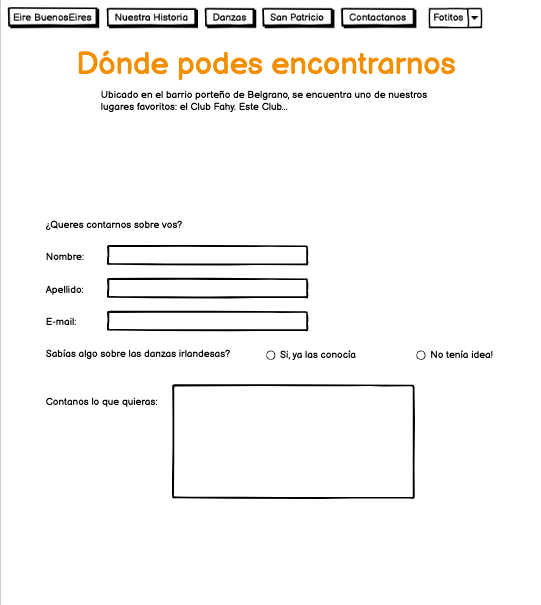 Eire BuenosEires Nuestra Historia Danzas San Patricio Contactanos Fotitos
Dónde podes encontrarnos
Ubicado en el barrio porteño de Belgrano, se encuentra uno de nuestros
lugares favoritos: el Club Fahy. Este Club...
¿Queres contarnos sobre vos?
Nombre:
Apellido:
E-mail:
Sabías algo sobre las danzas irlandesas? Si, ya las conocía No tenía idea!
Contanos lo que quieras: